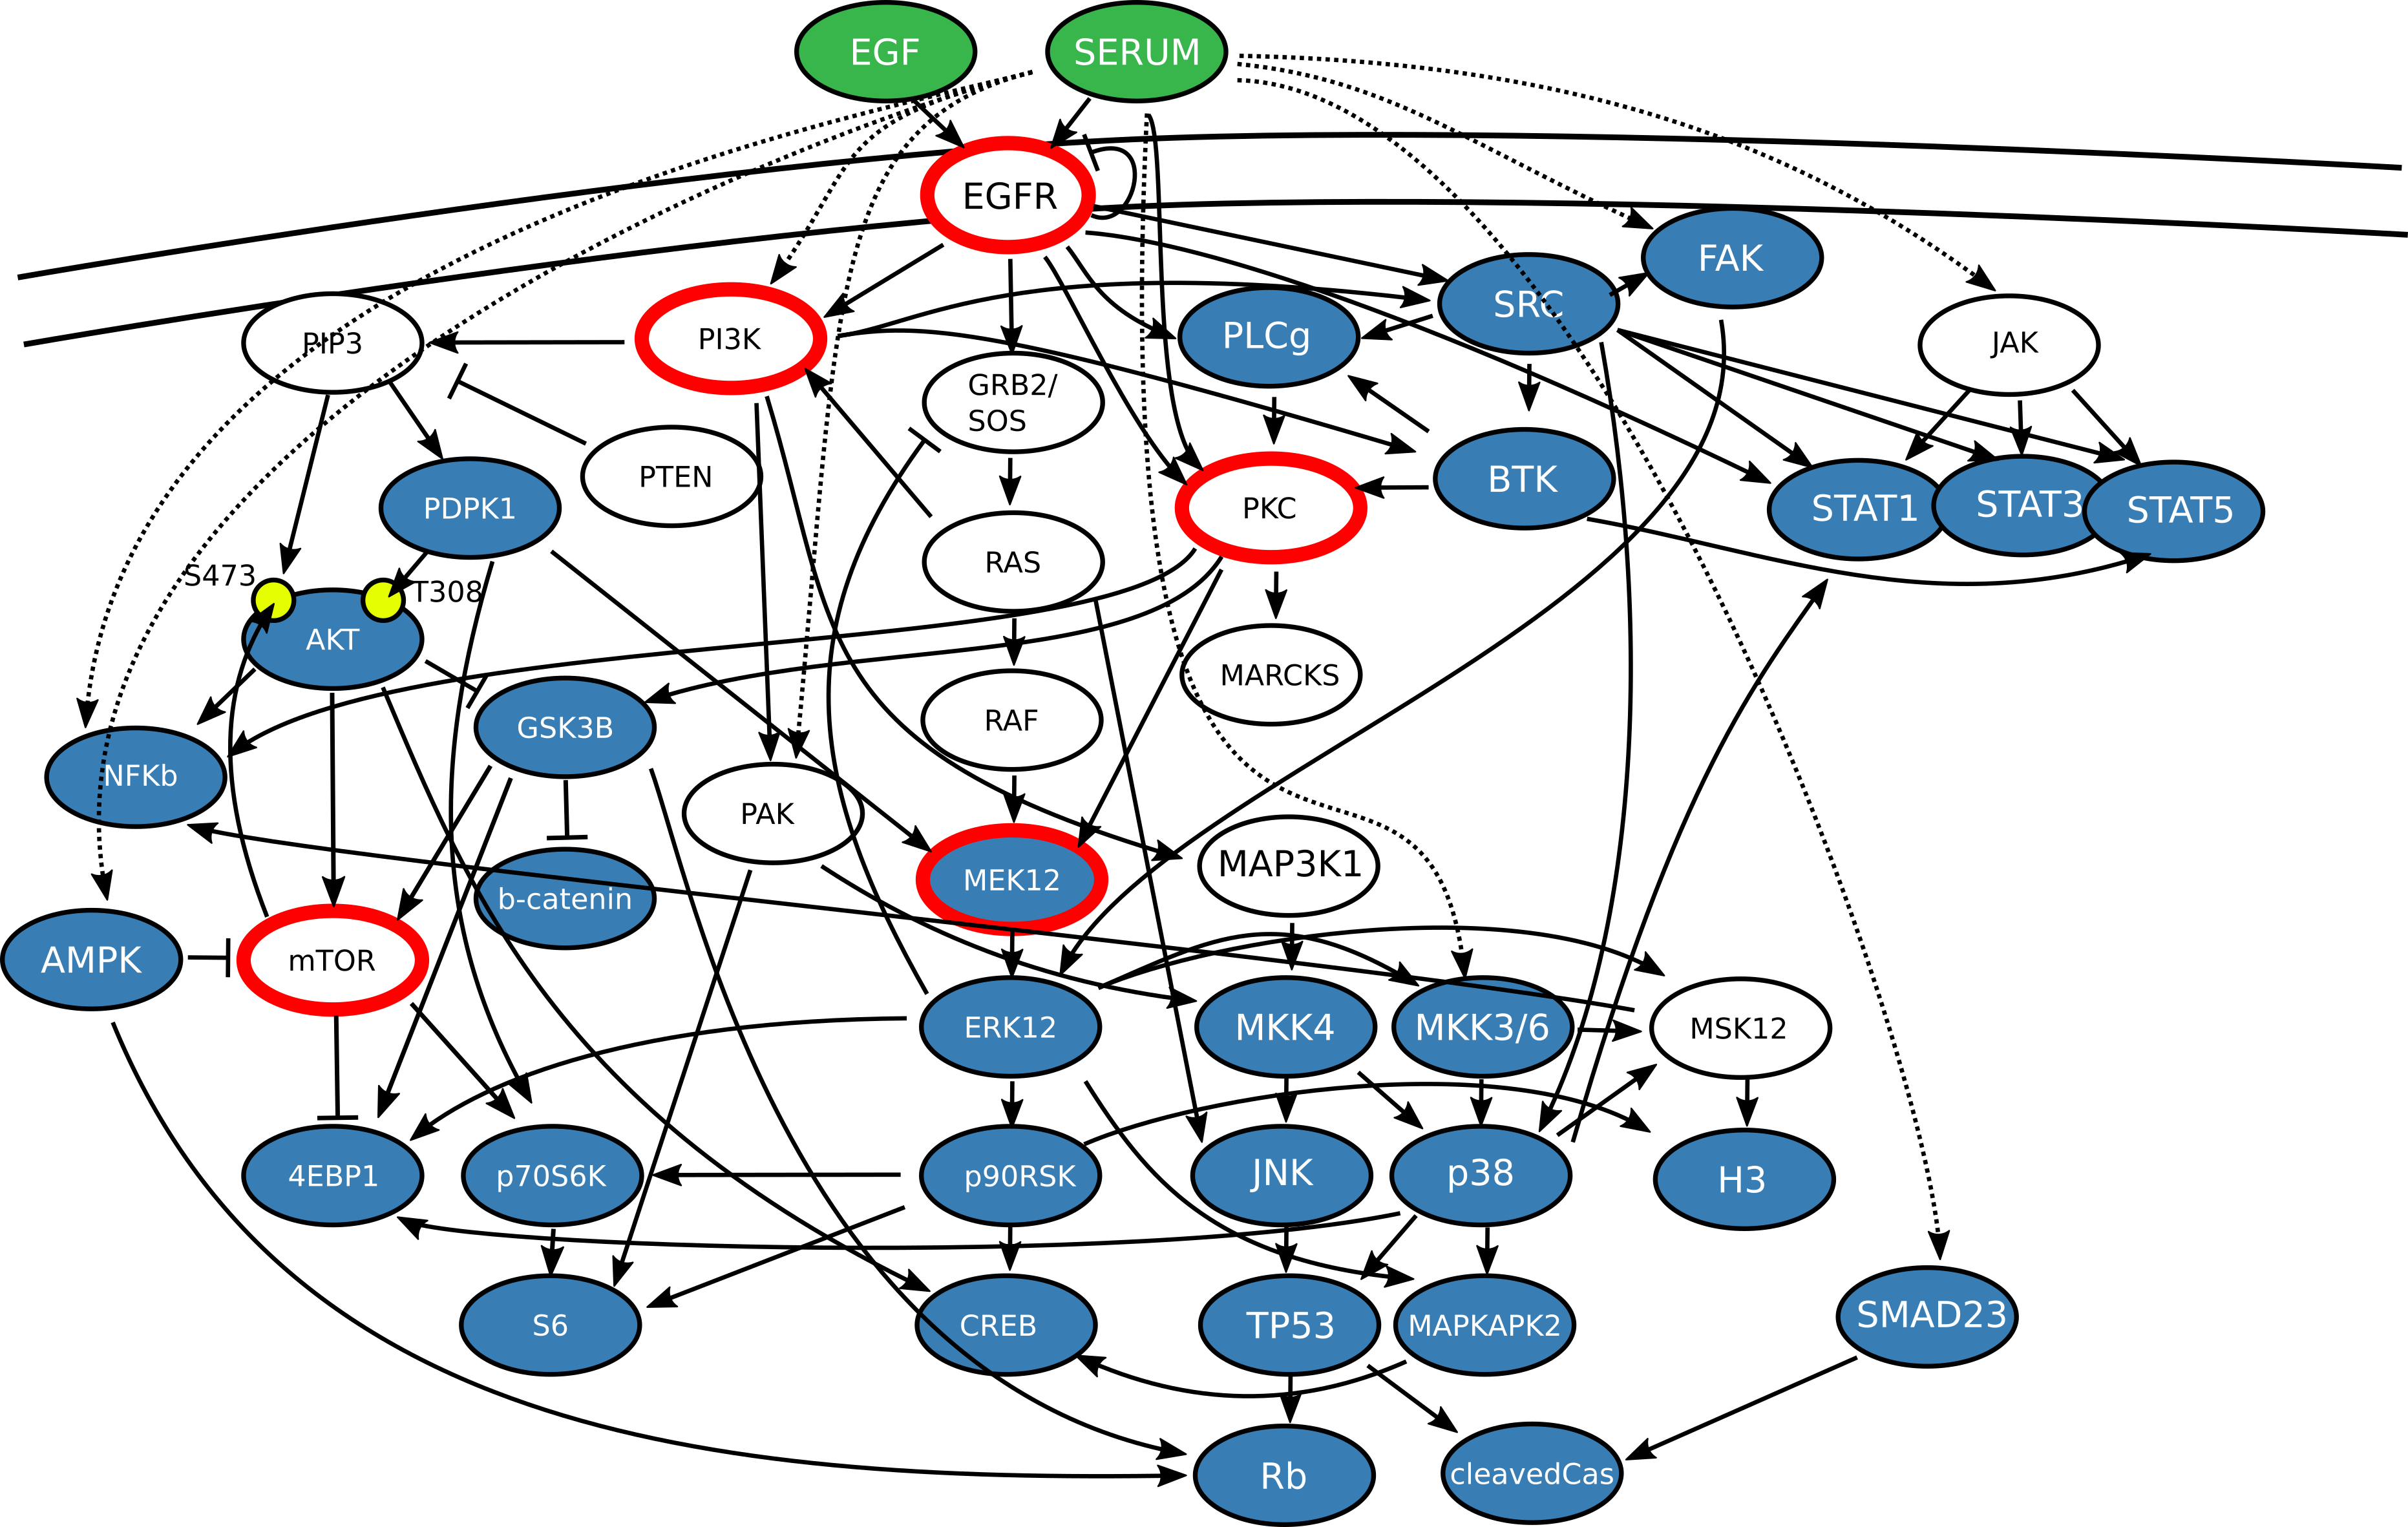 EGF
SERUM
EGFR
FAK
SRC
PLCg
JAK
PIP3
PI3K
GRB2/
SOS
PTEN
BTK
PDPK1
PKC
STAT1
STAT3
STAT5
RAS
S473
T308
AKT
MARCKS
RAF
GSK3B
NFKb
PAK
MAP3K1
MEK12
b-catenin
AMPK
mTOR
ERK12
MKK4
MKK3/6
MSK12
4EBP1
p70S6K
p90RSK
JNK
p38
H3
S6
CREB
TP53
MAPKAPK2
SMAD23
Rb
cleavedCas